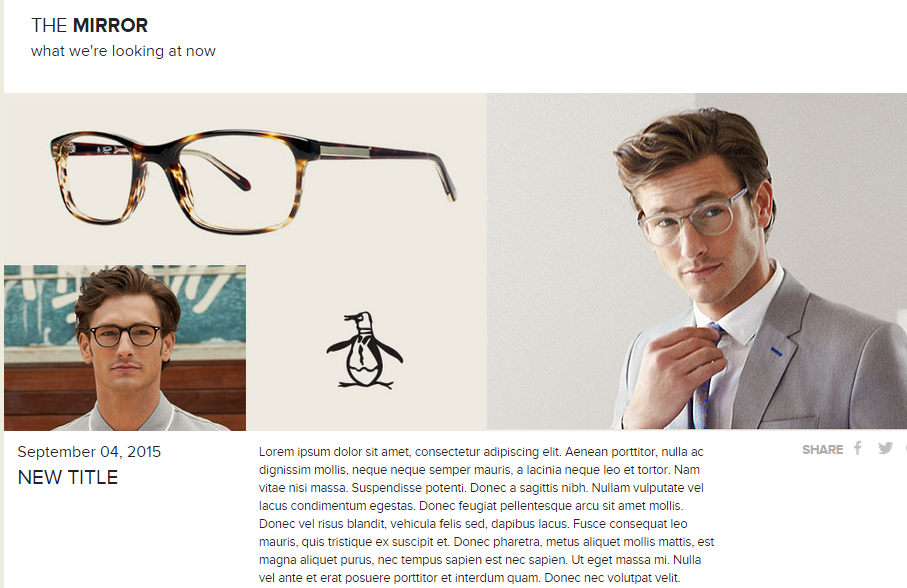 THE MIRROR
what we're looking at now
September 04, 2015
NEW TITLE
Lorem ipsum dolor sit amet, consectetur adipiscing elit. Aenean porttitor, nulla ac
dignissim mollis, neque neque semper mauris, a lacinia neque leo et tortor. Nam
vitae nisi massa. Suspendisse potenti. Donec a sagittis nibh. Nullam vulputate vel
lacus condimentum egestas. Donec feugiat pellentesque arcu sit amet mollis.
Donec vel risus blandit, vehicula felis sed, dapibus lacus. Fusce consequat leo
mauris, quis tristique ex suscipit et. Donec pharetra, metus aliquet mollis mattis, est
magna aliquet purus, nec tempus sapien est nec sapien. Ut eget massa mi. Nulla
vel ante et erat posuere porttitor et interdum quam. Donec nec volutpat velit.
SHARE